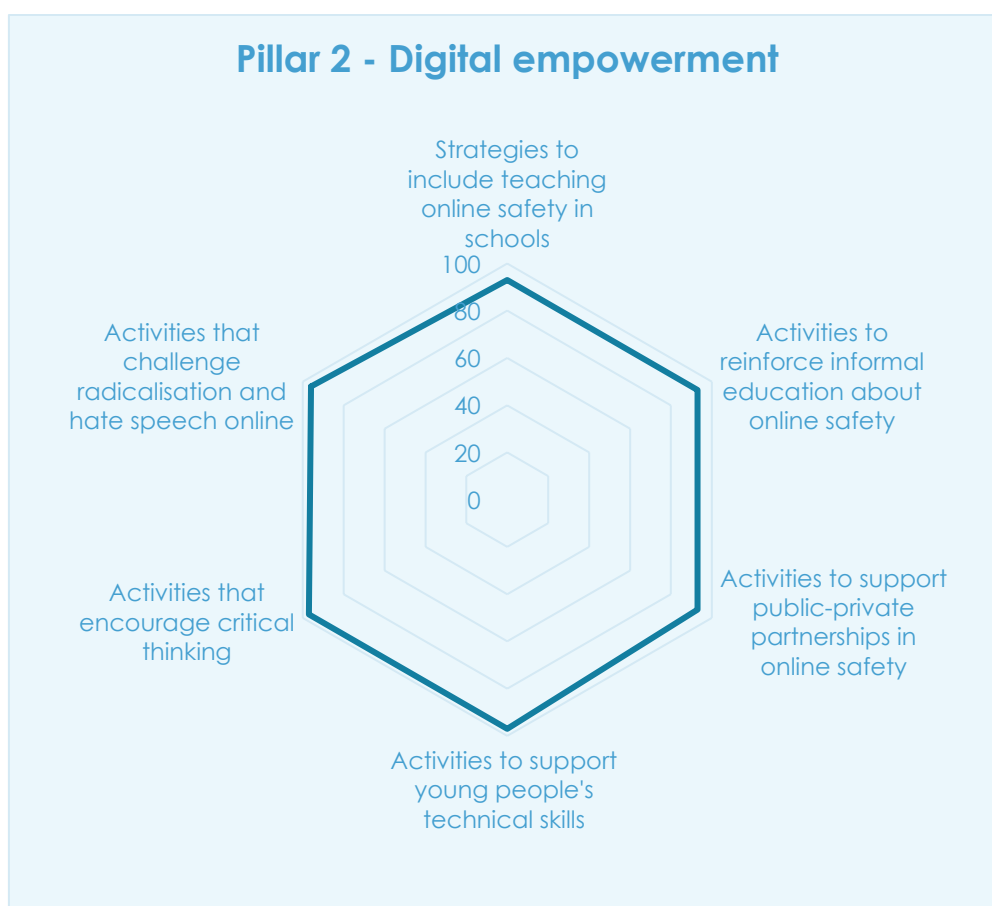 Pillar 2 - Digital empowerment
Strategies to
include teaching
online safety in
schools
100
80
60
40
20
0
Activities to
reinforce informal
education about
online safety
Activities to support
public-private
partnerships in
online safety
Activities to support
young people's
technical skills
Activities that
encourage critical
thinking
Activities that
challenge
radicalisation and
hate speech online